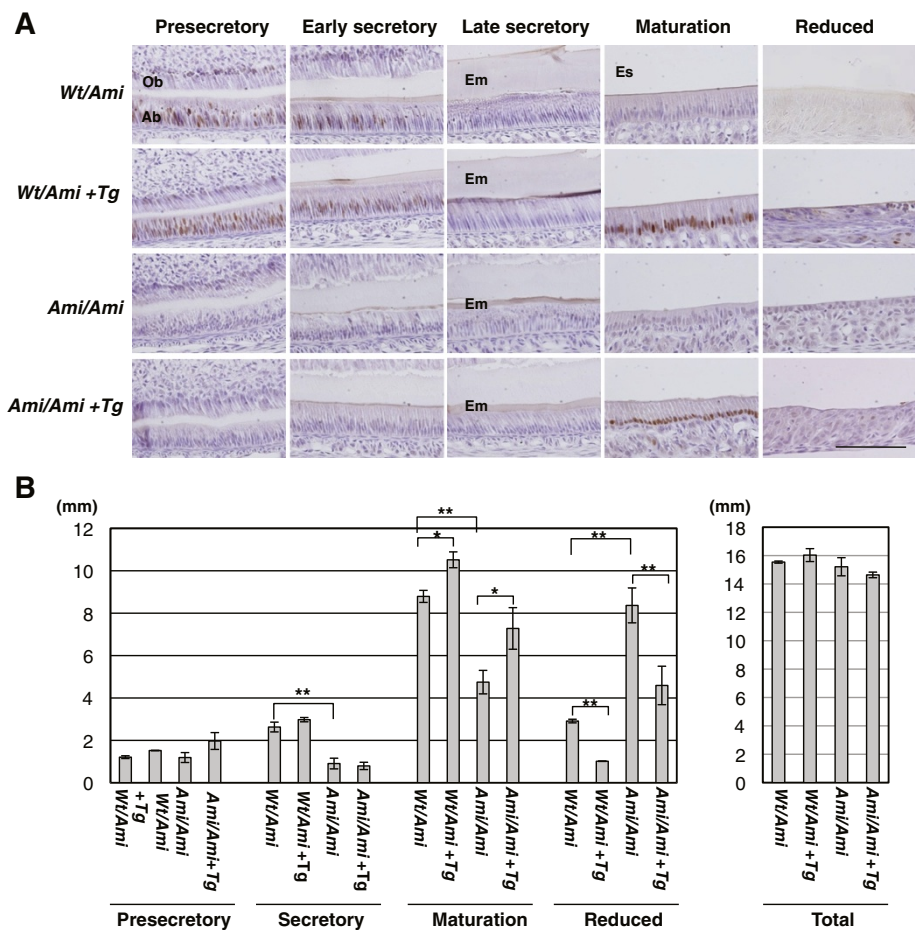 A
Presecretory Early secretory Late secretory Maturation Reduced
Wt/Ami
Ob
Ab
Em
Es
Wt/Ami +Tg
Em
Ami/Ami
Em
Ami/Ami +Tg
Em
B
(mm)
12
10
8
6
4
2
0
**
**
*
*
**
**
**
Wt/Ami
+Tg
Wt/Ami
Ami/Ami
Ami/Ami+Tg
Wt/Ami
Wt/Ami +Tg
Ami/Ami
Ami/Ami +Tg
Wt/Ami
Wt/Ami +Tg
Ami/Ami
Ami/Ami +Tg
Wt/Ami
Wt/Ami +Tg
Ami/Ami
Ami/Ami +Tg
Presecretory Secretory Maturation Reduced
(mm)
18
16
14
12
10
8
6
4
2
0
Wt/Ami
Wt/Ami +Tg
Ami/Ami
Ami/Ami +Tg
Total